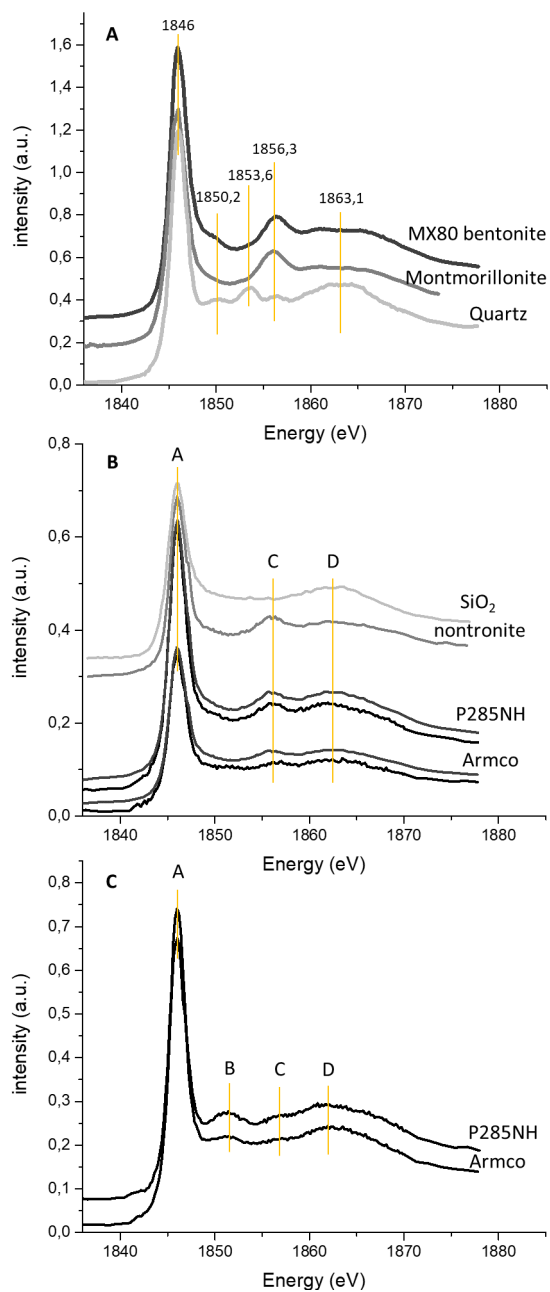 A
1846
1856,3
1853,6
1850,2
1863,1
MX80 bentonite
Montmorillonite
Quartz
intensity (a.u.)
1,6
1,4
1,2
1,0
0,8
0,6
0,4
0,2
0,0
1840 1850 1860 1870 1880
Energy (eV)
B
A
C D
SiO₂
nontronite
P285NH
Armco
intensity (a.u.)
0,8
0,6
0,4
0,2
0,0
1840 1850 1860 1870 1880
Energy (eV)
C
A
B C D
P285NH
Armco
intensity (a.u.)
0,8
0,7
0,6
0,5
0,4
0,3
0,2
0,1
0,0
1840 1850 1860 1870 1880
Energy (eV)